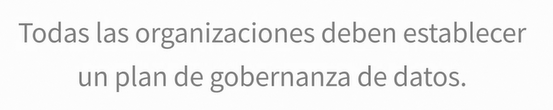 Todas las organizaciones deben establecer
un plan de gobernanza de datos.